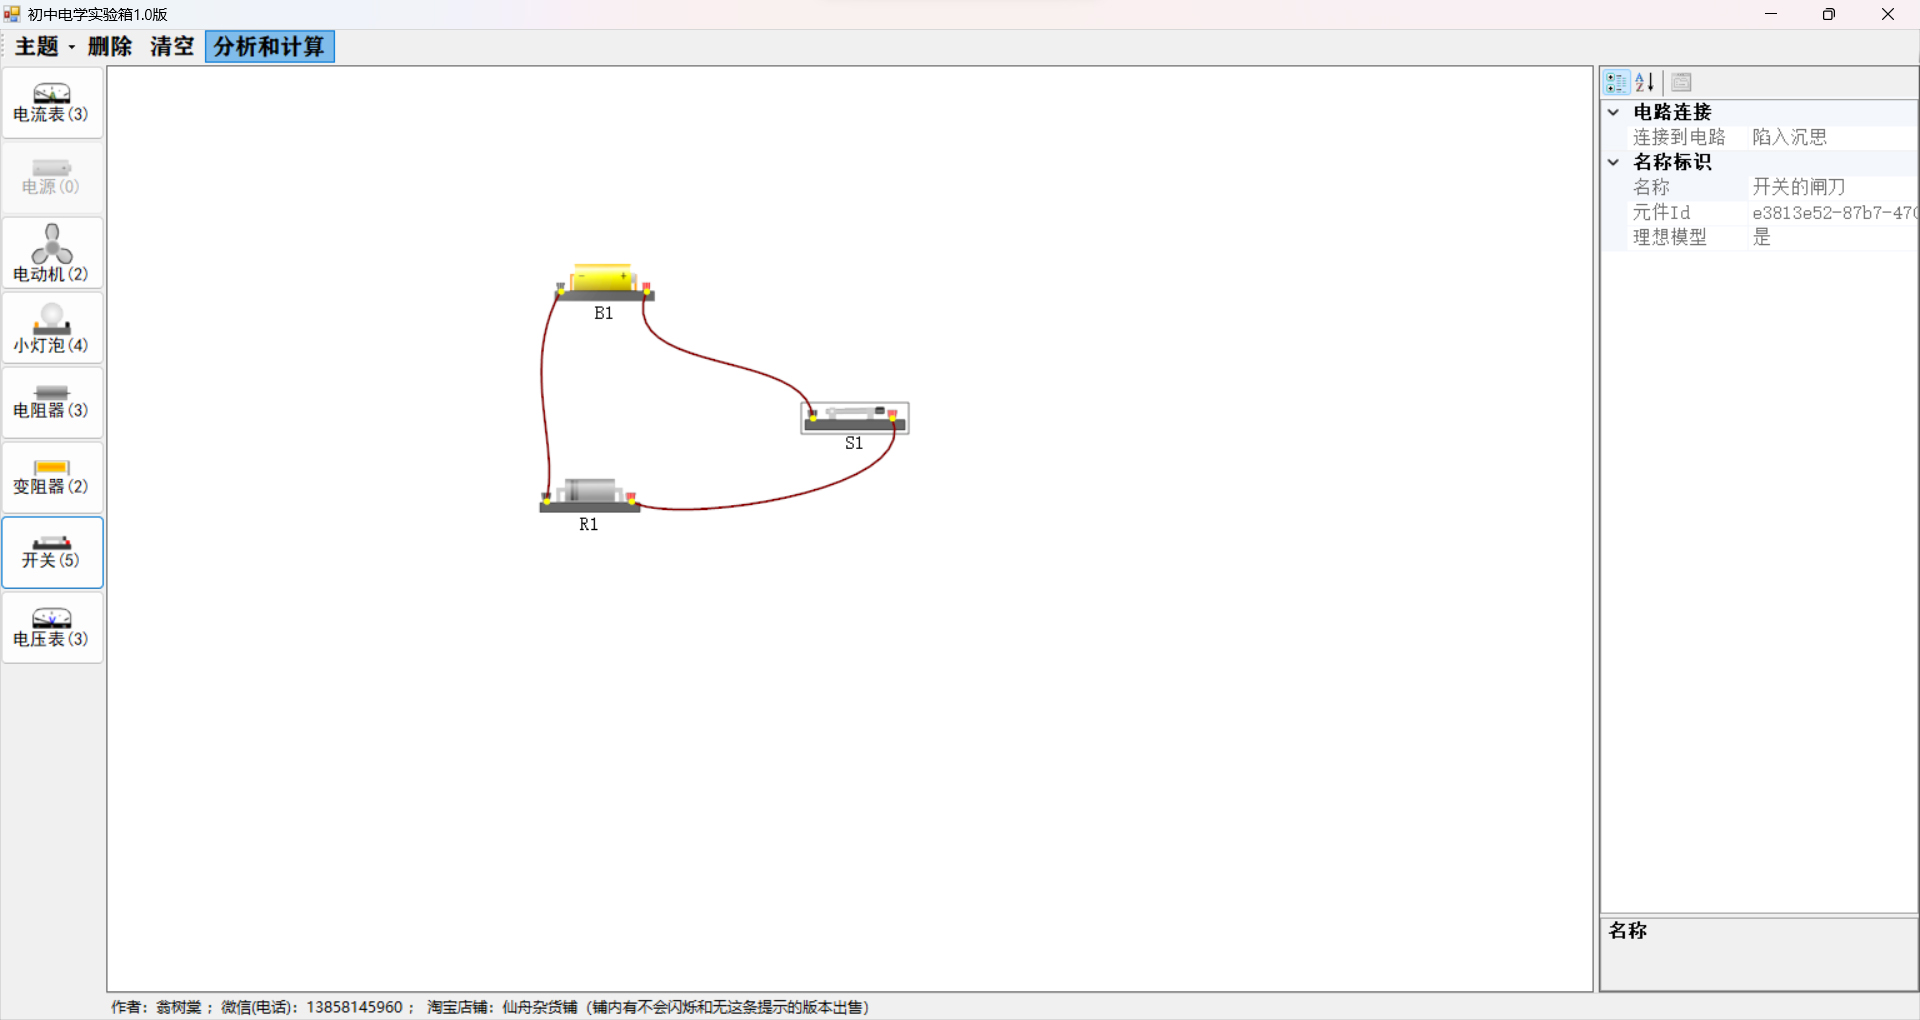 初中电学实验箱1.0版
主题 删除 清空 分析和计算
电流表(3)
电源(0)
电动机(2)
小灯泡(4)
电阻器(3)
变阻器(2)
开关(5)
电压表(3)
B1
S1
R1
电路连接
连接到电路 陷入沉思
名称标识
名称 开关的闸刀
元件Id e3813e52-87b7-470
理想模型 是
名称
作者：翁树棠 ；微信(电话)：13858145960 ； 淘宝店铺：仙舟杂货铺（铺内有不会闪烁和无这条提示的版本出售）